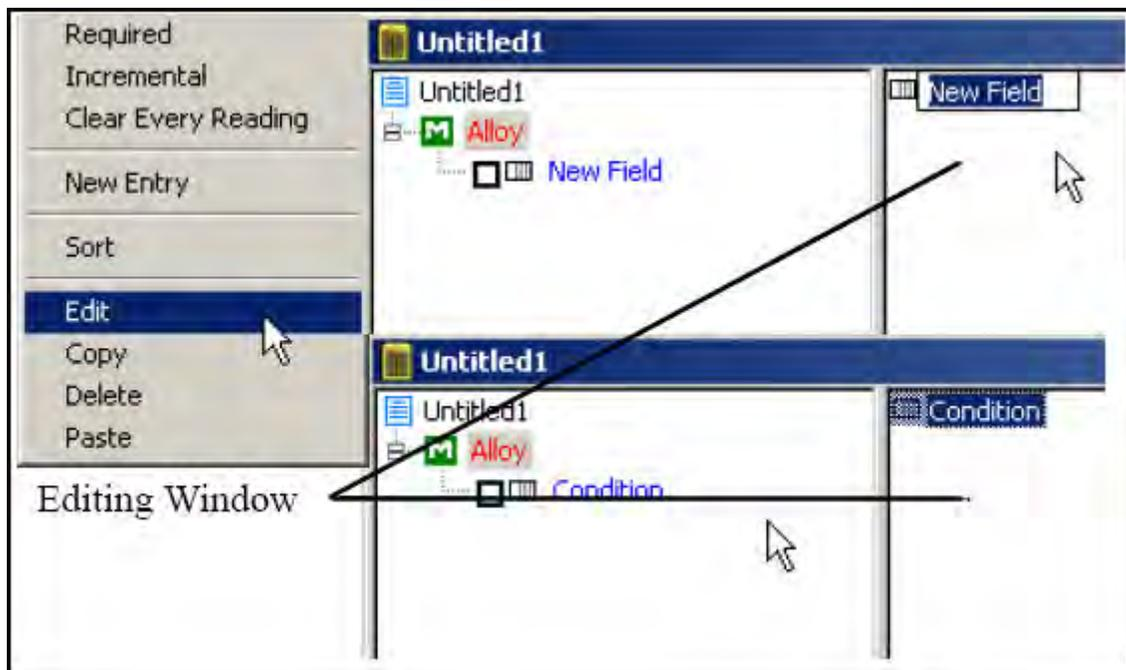 Required
Incremental
Clear Every Reading
New Entry
Sort
Edit
Copy
Delete
Paste
Untitled1
Untitled1
M Alloy
New Field
New Field
Untitled1
Untitled1
M Alloy
Condition
Condition
Editing Window